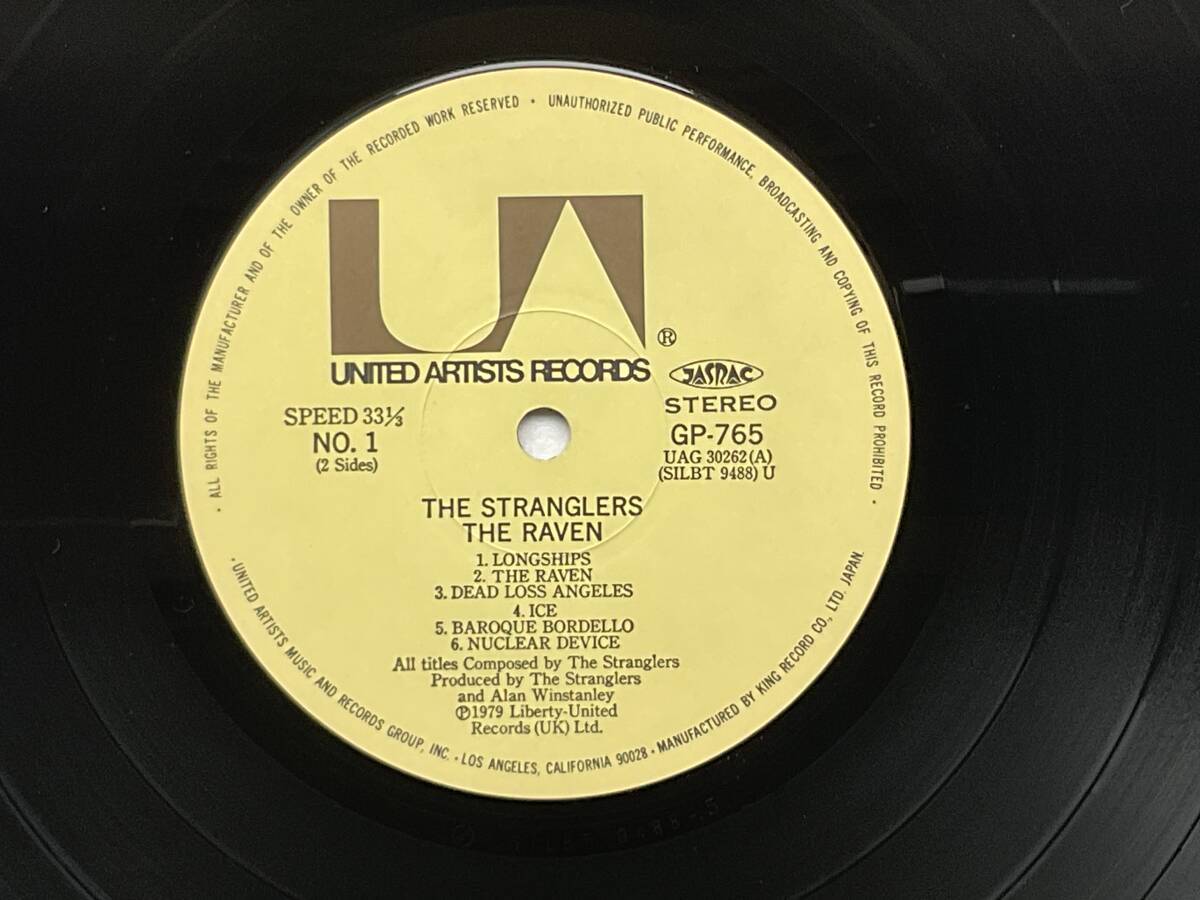 ALL RIGHTS OF THE MANUFACTURER AND OF THE OWNER OF THE RECORDED WORK RESERVED · UNAUTHORIZED PUBLIC PERFORMANCE, BROADCASTING AND COPYING OF THIS RECORD PROHIBITED ·
UA
®
UNITED ARTISTS RECORDS
JASRAC
STEREO
SPEED 33⅓
GP-765
NO. 1
UAG 30262(A)
(2 Sides)
(SILBT 9488) U
THE STRANGLERS
THE RAVEN
1. LONGSHIPS
2. THE RAVEN
3. DEAD LOSS ANGELES
4. ICE
5. BAROQUE BORDELLO
6. NUCLEAR DEVICE
All titles Composed by The Stranglers
Produced by The Stranglers
and Alan Winstanley
℗1979 Liberty-United
Records (UK) Ltd.
· UNITED ARTISTS MUSIC AND RECORDS GROUP, INC. · LOS ANGELES, CALIFORNIA 90028 · MANUFACTURED BY KING RECORD CO., LTD. JAPAN.